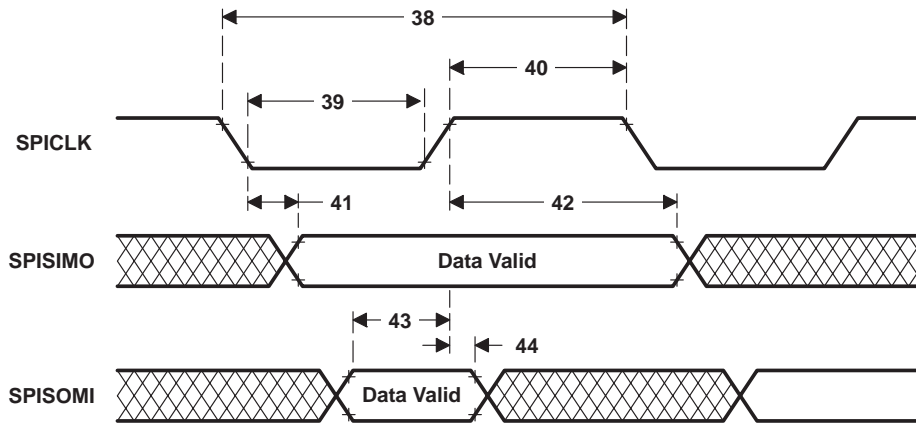 38
40
39
SPICLK
41
42
SPISIMO
Data Valid
43
44
SPISOMI
Data Valid